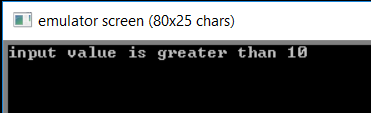 emulator screen (80x25 chars)
input value is greater than 10